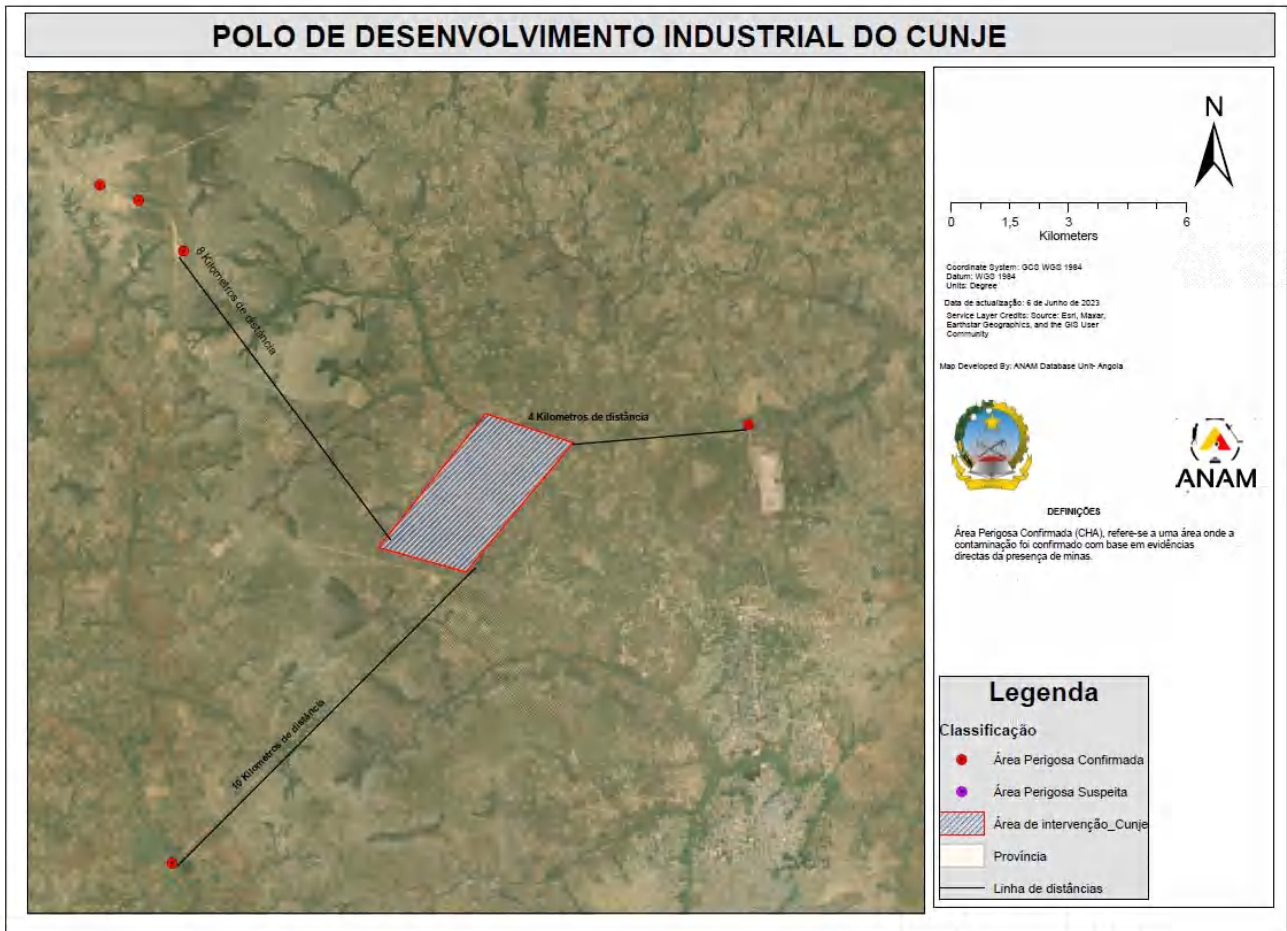 POLO DE DESENVOLVIMENTO INDUSTRIAL DO CUNJE
8 Kilometros de distância
4 Kilometros de distância
10 Kilometros de distância
N
0 1,5 3 6
Kilometers
Coordinate System: GCS WGS 1984
Datum: WGS 1984
Units: Degree
Data de actualização: 6 de Junho de 2023
Service Layer Credits: Source: Esri, Maxar,
Earthstar Geographics, and the GIS User
Community
Map Developed By: ANAM Database Unit- Angola
ANAM
DEFINIÇÕES
Área Perigosa Confirmada (CHA), refere-se a uma área onde a
contaminação foi confirmado com base em evidências
directas da presença de minas.
Legenda
Classificação
Área Perigosa Confirmada
Área Perigosa Suspeita
Área de intervenção_Cunje
Província
Linha de distâncias